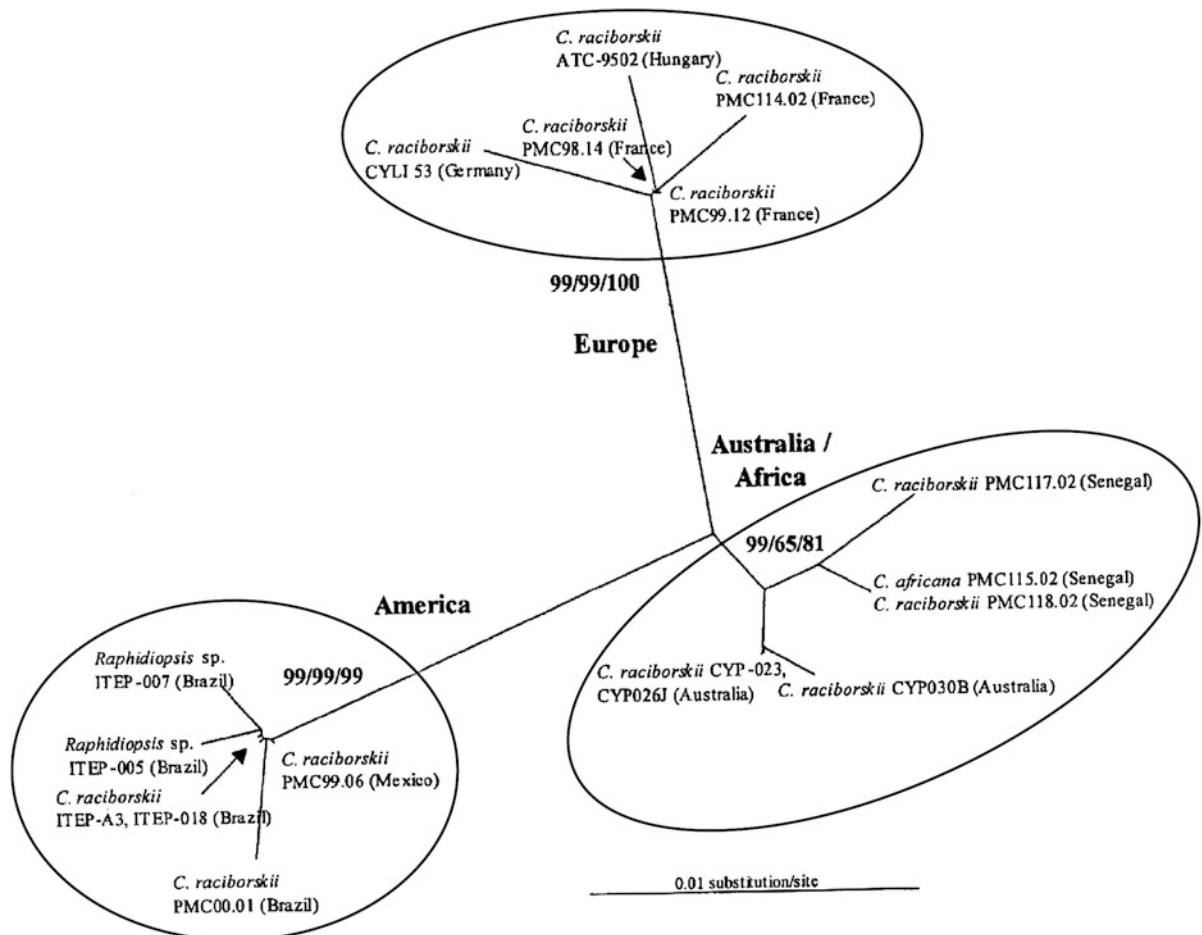 C. raciborskii
ATC-9502 (Hungary)
C. raciborskii
PMC114.02 (France)
C. raciborskii
PMC98.14 (France)
C. raciborskii
CYLI 53 (Germany)
C. raciborskii
PMC99.12 (France)
99/99/100
Europe
Australia /
Africa
C. raciborskii PMC117.02 (Senegal)
99/65/81
C. africana PMC115.02 (Senegal)
C. raciborskii PMC118.02 (Senegal)
C. raciborskii CYP-023,
CYP026J (Australia)
C. raciborskii CYP030B (Australia)
America
99/99/99
Raphidiopsis sp.
ITEP-007 (Brazil)
Raphidiopsis sp.
ITEP-005 (Brazil)
C. raciborskii
PMC99.06 (Mexico)
C. raciborskii
ITEP-A3, ITEP-018 (Brazil)
C. raciborskii
PMC00.01 (Brazil)
0.01 substitution/site